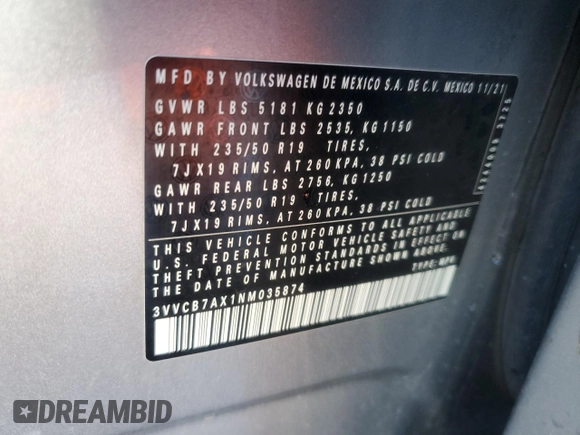 MFD BY VOLKSWAGEN DE MEXICO S.A. DE C.V. MEXICO 11/21
GVWR LBS 5181 KG 2350
GAWR FRONT LBS 2535, KG 1150
WITH 235/50 R19 TIRES,
7JX19 RIMS, AT 260 KPA, 38 PSI COLD
GAWR REAR LBS 2756, KG 1250
WITH 235/50 R19 TIRES,
7JX19 RIMS, AT 260 KPA, 38 PSI COLD
THIS VEHICLE CONFORMS TO ALL APPLICABLE
U.S. FEDERAL MOTOR VEHICLE SAFETY AND
THEFT PREVENTION STANDARDS IN EFFECT ON
THE DATE OF MANUFACTURE SHOWN ABOVE.
TYPE: MPV
3VVCB7AX1NM035874
DREAMBID